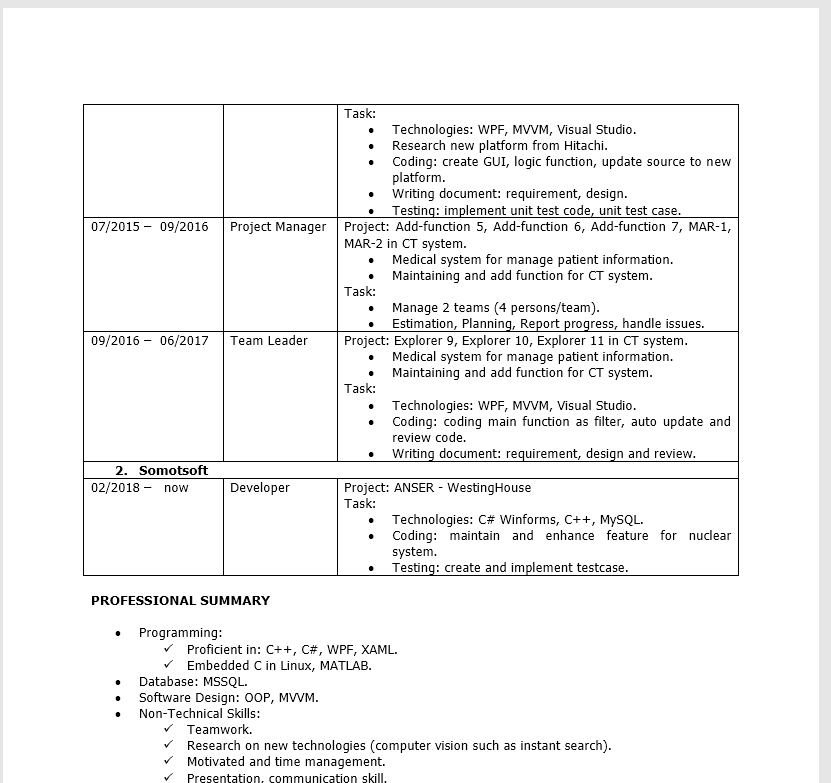 Task:
• Technologies: WPF, MVVM, Visual Studio.
• Research new platform from Hitachi.
• Coding: create GUI, logic function, update source to new
platform.
• Writing document: requirement, design.
• Testing: implement unit test code, unit test case.
07/2015 – 09/2016 Project Manager Project: Add-function 5, Add-function 6, Add-function 7, MAR-1,
MAR-2 in CT system.
• Medical system for manage patient information.
• Maintaining and add function for CT system.
Task:
• Manage 2 teams (4 persons/team).
• Estimation, Planning, Report progress, handle issues.
09/2016 – 06/2017 Team Leader Project: Explorer 9, Explorer 10, Explorer 11 in CT system.
• Medical system for manage patient information.
• Maintaining and add function for CT system.
Task:
• Technologies: WPF, MVVM, Visual Studio.
• Coding: coding main function as filter, auto update and
review code.
• Writing document: requirement, design and review.
2. Somotsoft
02/2018 – now Developer Project: ANSER - WestingHouse
Task:
• Technologies: C# Winforms, C++, MySQL.
• Coding: maintain and enhance feature for nuclear
system.
• Testing: create and implement testcase.
PROFESSIONAL SUMMARY
• Programming:
✓ Proficient in: C++, C#, WPF, XAML.
✓ Embedded C in Linux, MATLAB.
• Database: MSSQL.
• Software Design: OOP, MVVM.
• Non-Technical Skills:
✓ Teamwork.
✓ Research on new technologies (computer vision such as instant search).
✓ Motivated and time management.
✓ Presentation, communication skill.